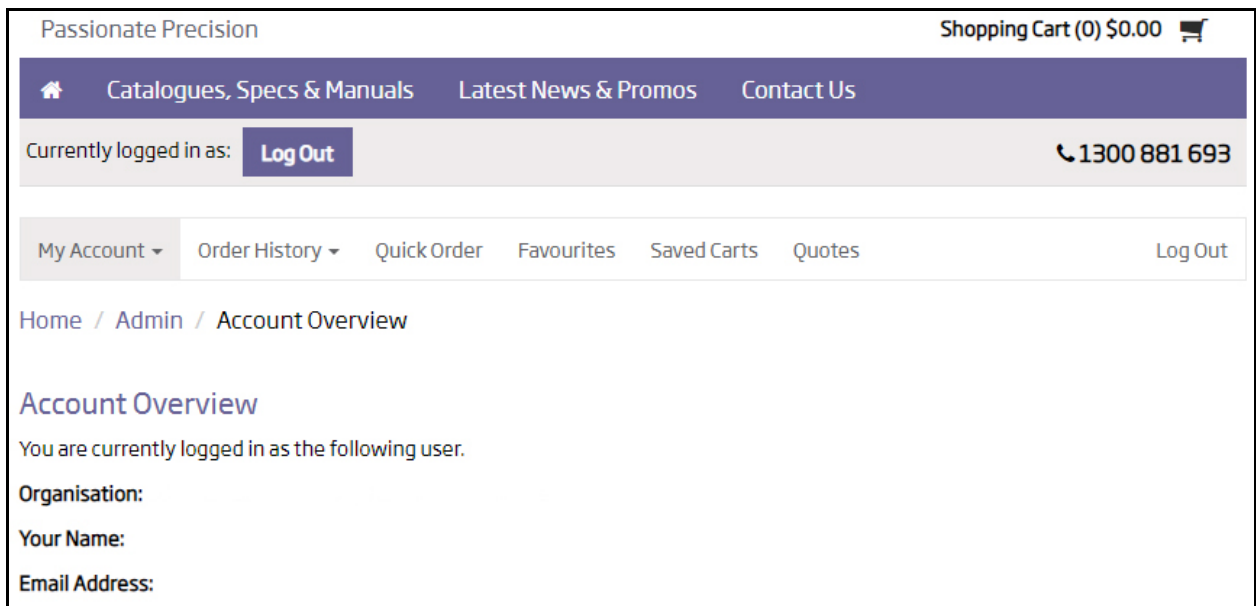 Passionate Precision
Shopping Cart (0) $0.00
Catalogues, Specs & Manuals Latest News & Promos Contact Us
Currently logged in as: Log Out 1300 881 693
My Account Order History Quick Order Favourites Saved Carts Quotes Log Out
Home / Admin / Account Overview
Account Overview
You are currently logged in as the following user.
Organisation:
Your Name:
Email Address: